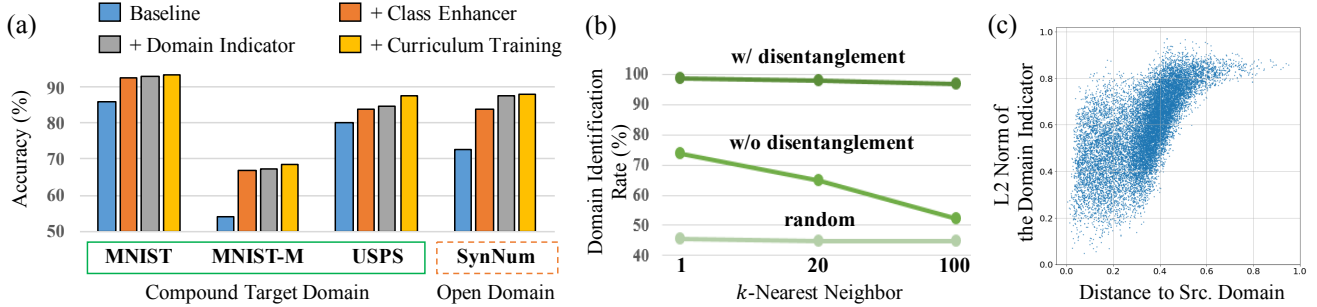 (a)
Baseline
+ Class Enhancer
+ Domain Indicator
+ Curriculum Training
Accuracy (%)
90
80
70
60
50
MNIST
MNIST-M
USPS
SynNum
Compound Target Domain
Open Domain
(b)
Domain Identification
Rate (%)
100
90
80
70
60
50
40
w/ disentanglement
w/o disentanglement
random
1
20
100
k-Nearest Neighbor
(c)
L2 Norm of
the Domain Indicator
1.0
0.8
0.6
0.4
0.2
0.0
0.0
0.2
0.4
0.6
0.8
1.0
Distance to Src. Domain